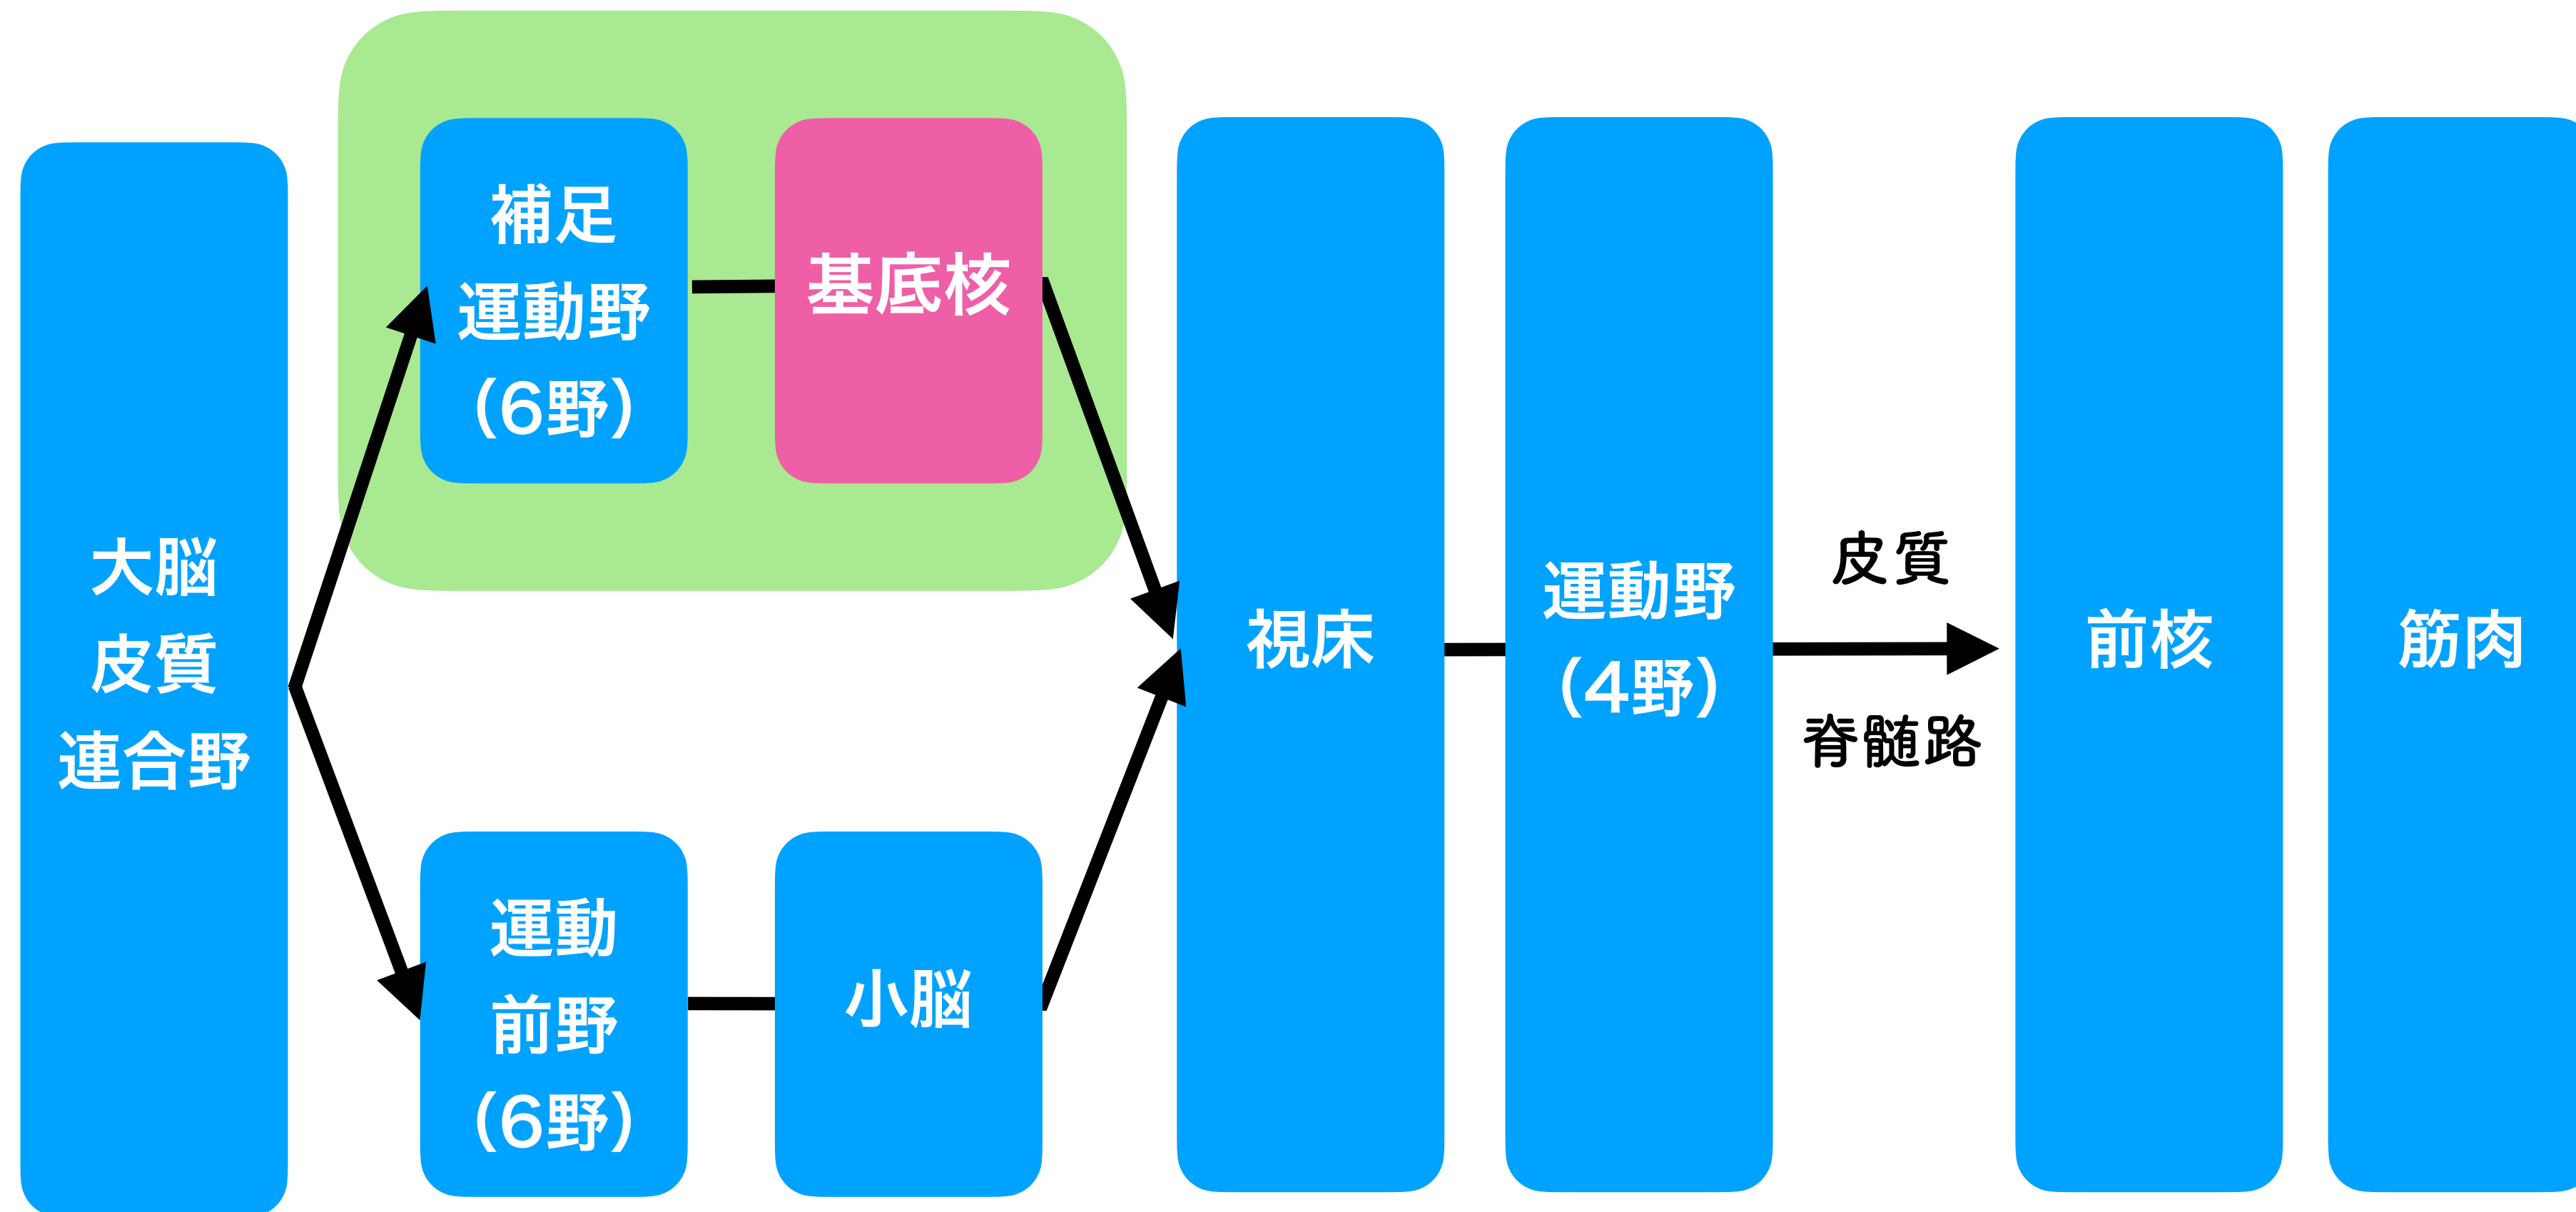 大脳
皮質
連合野
補足
運動野
(6野)
基底核
運動
前野
(6野)
小脳
視床
運動野
(4野)
皮質
脊髄路
前核
筋肉